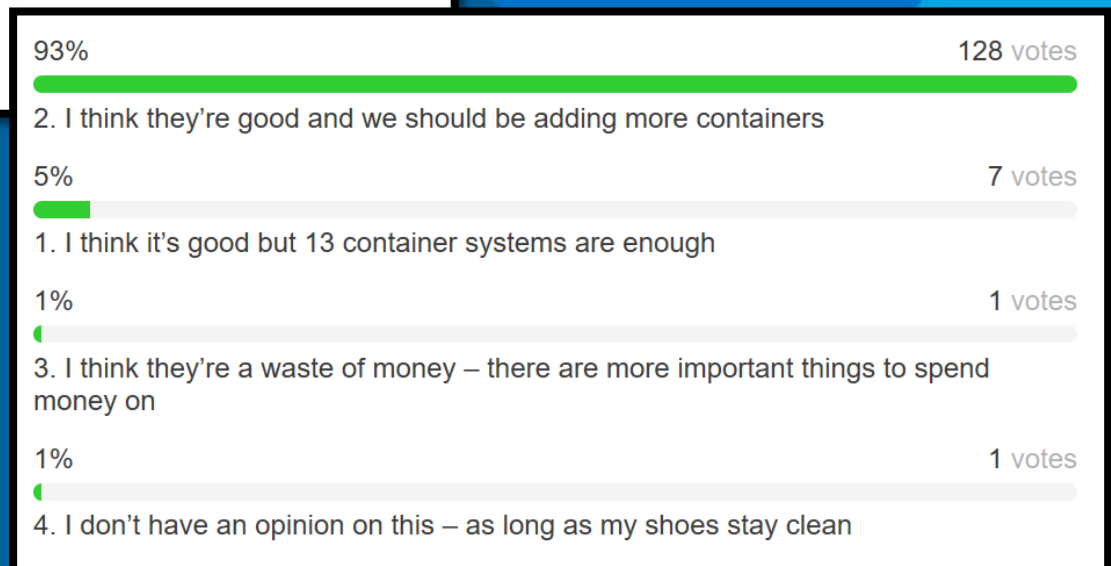 93% 128 votes
2. I think they’re good and we should be adding more containers
5% 7 votes
1. I think it’s good but 13 container systems are enough
1% 1 votes
3. I think they’re a waste of money – there are more important things to spend
money on
1% 1 votes
4. I don’t have an opinion on this – as long as my shoes stay clean